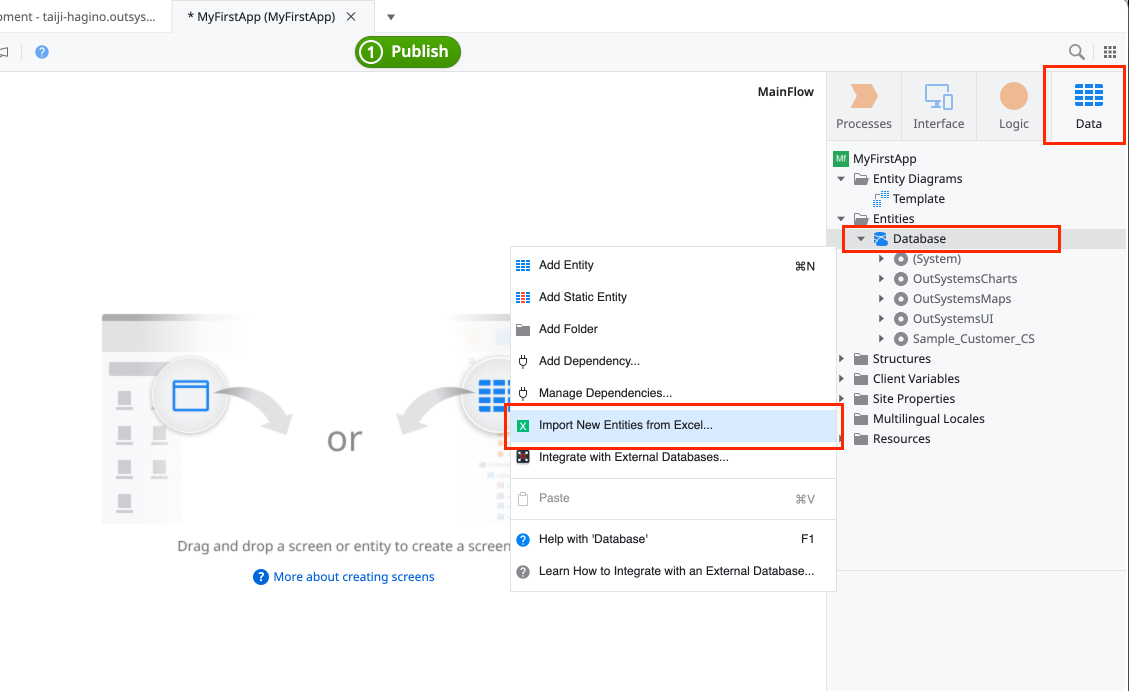 pment - taiji-hagino.outsys...
* MyFirstApp (MyFirstApp)
1 Publish
MainFlow
Processes
Interface
Logic
Data
Mf MyFirstApp
Entity Diagrams
Template
Entities
Database
(System)
OutSystemsCharts
OutSystemsMaps
OutSystemsUI
Sample_Customer_CS
Structures
Client Variables
Site Properties
Multilingual Locales
Resources
Add Entity ⌘N
Add Static Entity
Add Folder
Add Dependency...
Manage Dependencies...
Import New Entities from Excel...
Integrate with External Databases...
Paste ⌘V
Help with 'Database' F1
Learn How to Integrate with an External Database...
or
Drag and drop a screen or entity to create a screen
? More about creating screens